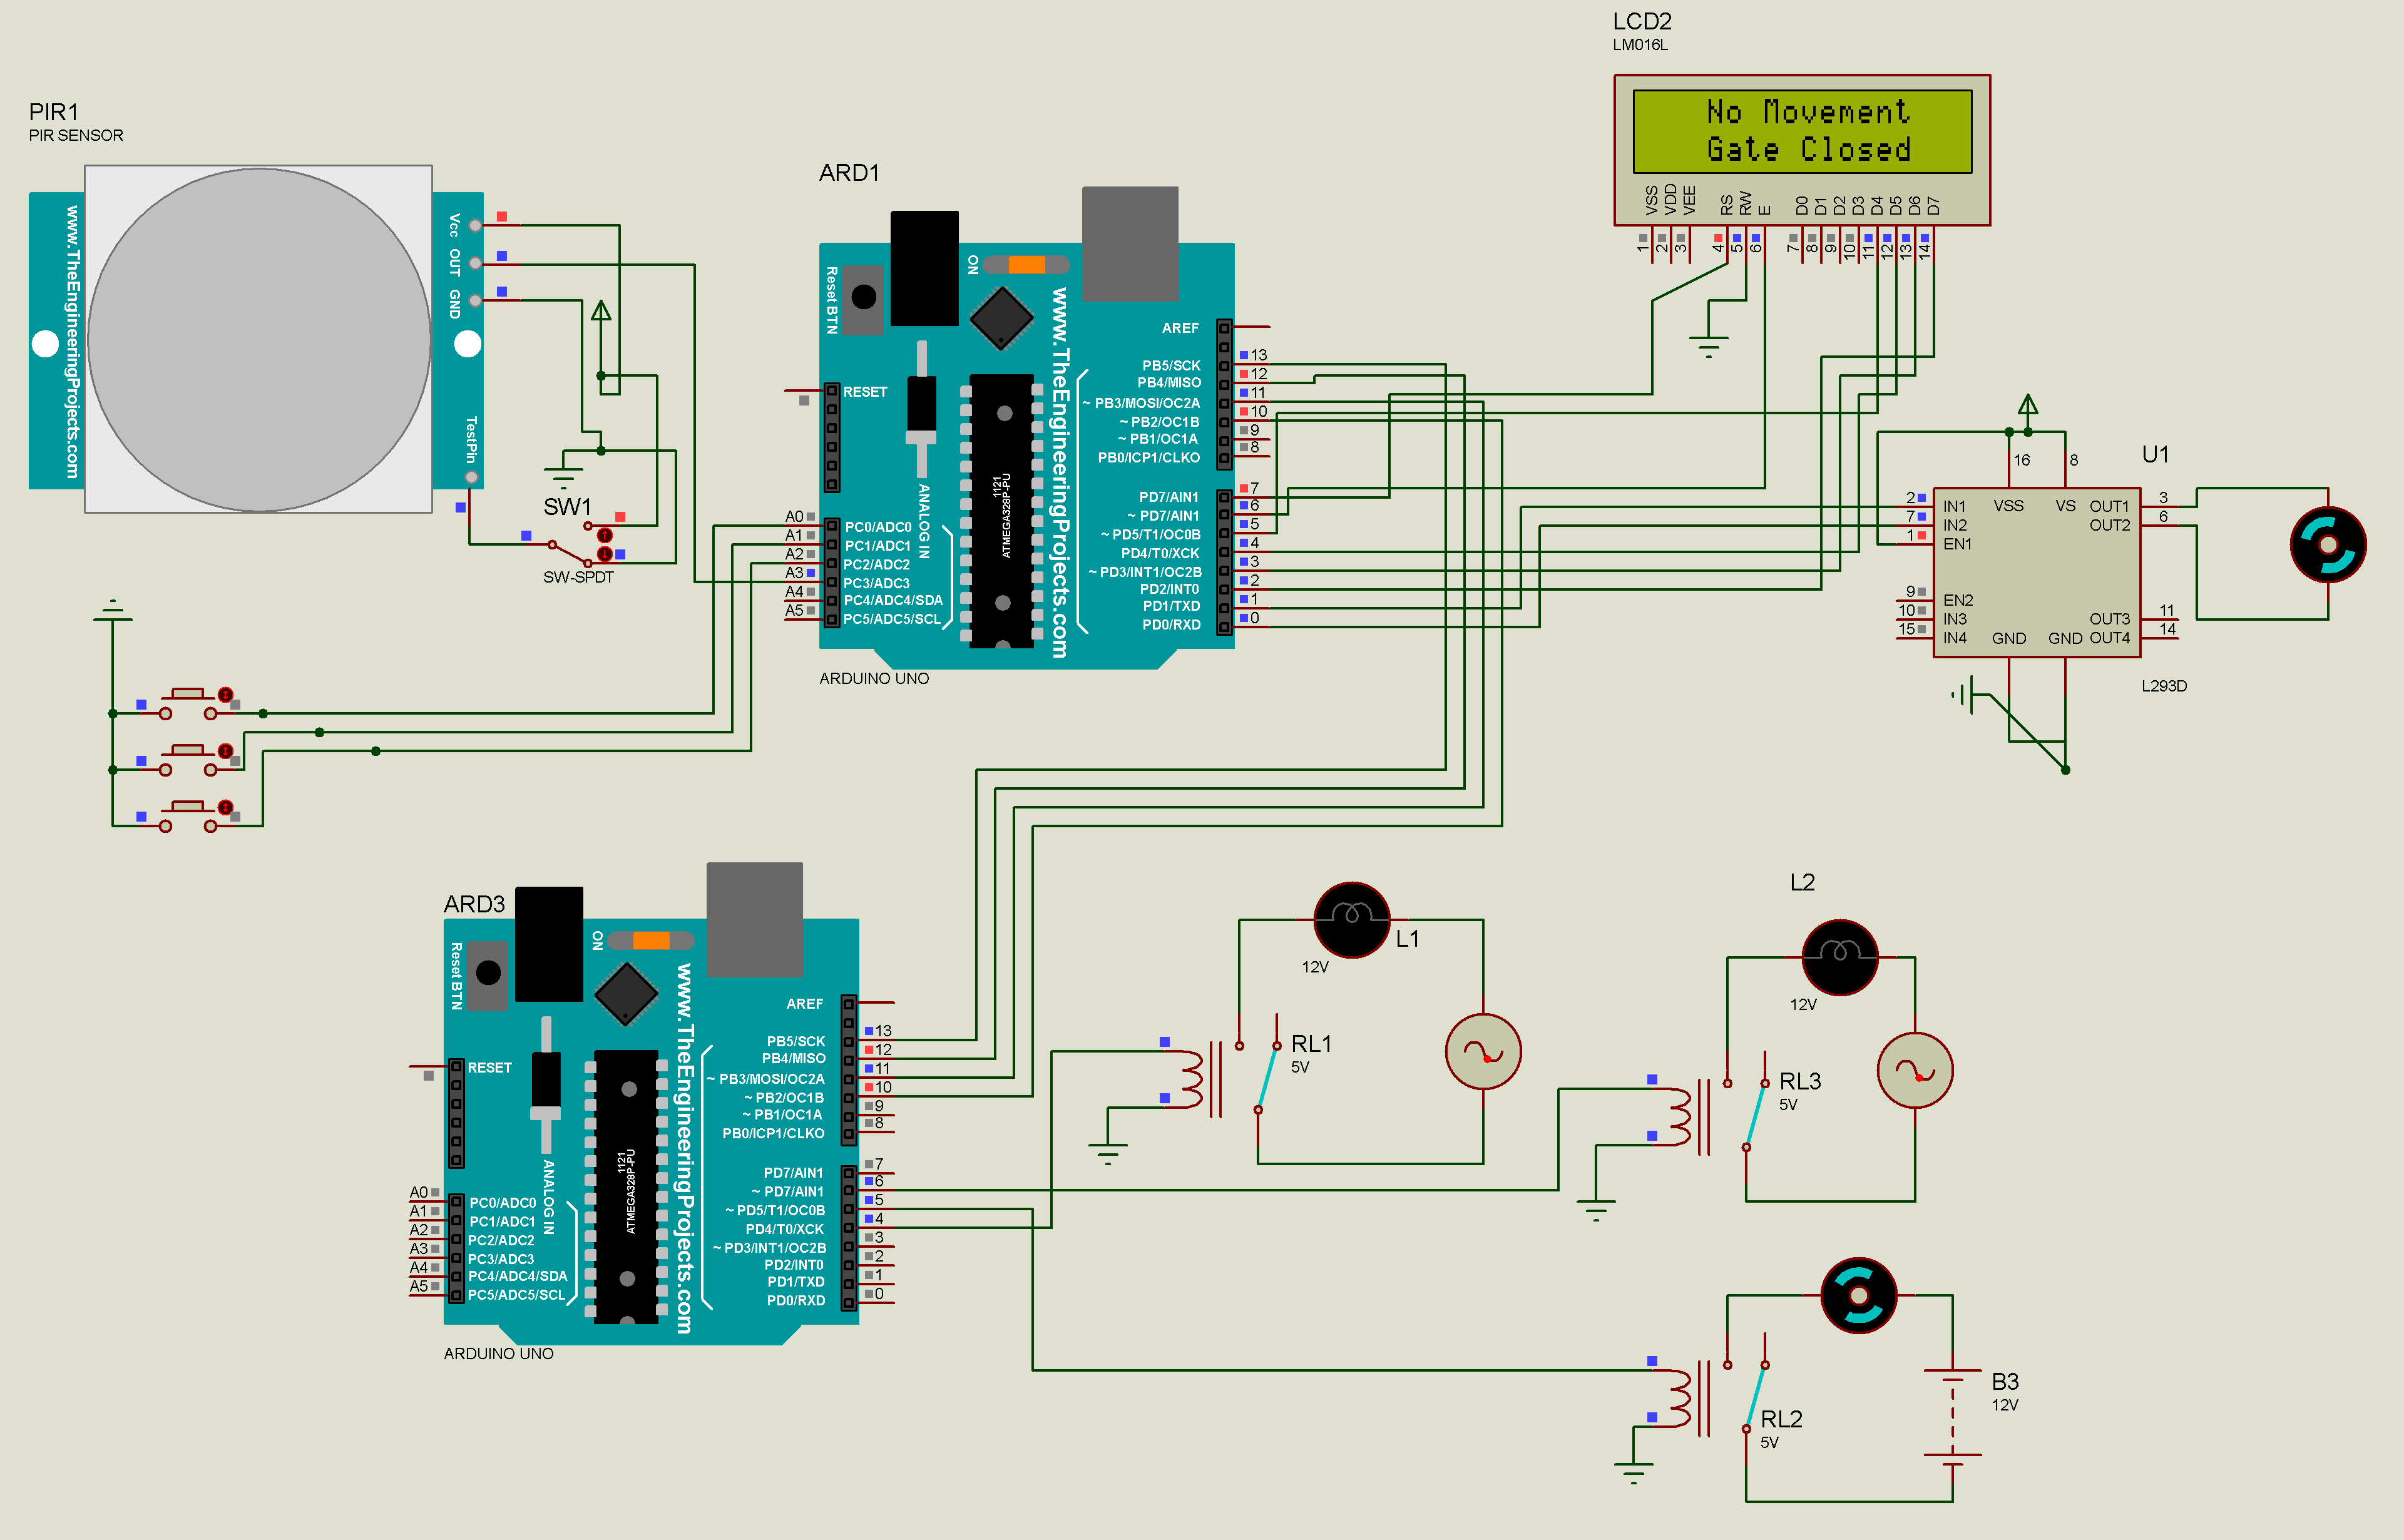 LCD2
LM016L
No Movement
Gate Closed
VSS
VDD
VEE
RS
RW
E
D0
D1
D2
D3
D4
D5
D6
D7
1
2
3
4
5
6
7
8
9
10
11
12
13
14
PIR1
PIR SENSOR
www.TheEngineeringProjects.com
Vcc
OUT
GND
TestPin
SW1
SW-SPDT
ARD1
Reset BTN
ON
www.TheEngineeringProjects.com
ANALOG IN
ATMEGA328P-PU
1121
RESET
AREF
PB5/SCK 13
PB4/MISO 12
~ PB3/MOSI/OC2A 11
~ PB2/OC1B 10
~ PB1/OC1A 9
PB0/ICP1/CLKO 8
PD7/AIN1 7
~ PD7/AIN1 6
~ PD5/T1/OC0B 5
PD4/T0/XCK 4
~ PD3/INT1/OC2B 3
PD2/INT0 2
PD1/TXD 1
PD0/RXD 0
A0 PC0/ADC0
A1 PC1/ADC1
A2 PC2/ADC2
A3 PC3/ADC3
A4 PC4/ADC4/SDA
A5 PC5/ADC5/SCL
ARDUINO UNO
U1
16
8
VSS
VS
2 IN1
7 IN2
1 EN1
9 EN2
10 IN3
15 IN4
OUT1 3
OUT2 6
OUT3 11
OUT4 14
GND
GND
L293D
ARD3
Reset BTN
ON
www.TheEngineeringProjects.com
ANALOG IN
ATMEGA328P-PU
1121
RESET
AREF
PB5/SCK 13
PB4/MISO 12
~ PB3/MOSI/OC2A 11
~ PB2/OC1B 10
~ PB1/OC1A 9
PB0/ICP1/CLKO 8
PD7/AIN1 7
~ PD7/AIN1 6
~ PD5/T1/OC0B 5
PD4/T0/XCK 4
~ PD3/INT1/OC2B 3
PD2/INT0 2
PD1/TXD 1
PD0/RXD 0
A0 PC0/ADC0
A1 PC1/ADC1
A2 PC2/ADC2
A3 PC3/ADC3
A4 PC4/ADC4/SDA
A5 PC5/ADC5/SCL
ARDUINO UNO
L1
12V
RL1
5V
L2
12V
RL3
5V
RL2
5V
B3
12V